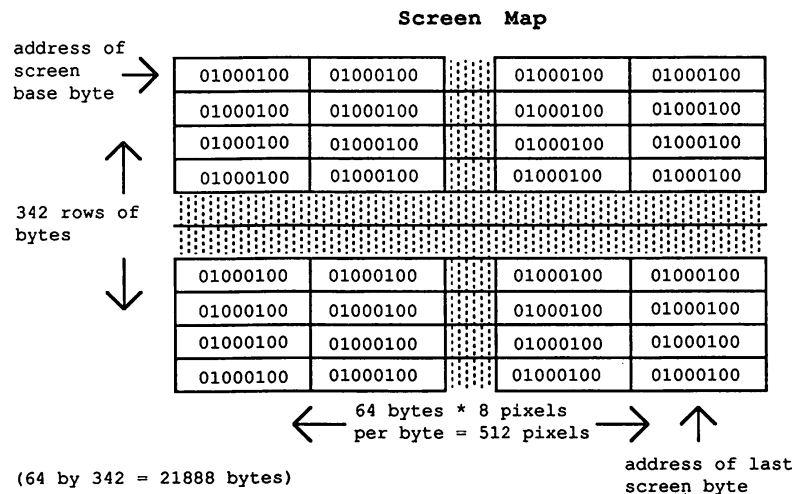 Screen Map
address of
screen
base byte
01000100 01000100 01000100 01000100
01000100 01000100 01000100 01000100
01000100 01000100 01000100 01000100
01000100 01000100 01000100 01000100
342 rows of
bytes
01000100 01000100 01000100 01000100
01000100 01000100 01000100 01000100
01000100 01000100 01000100 01000100
01000100 01000100 01000100 01000100
64 bytes * 8 pixels
per byte = 512 pixels
(64 by 342 = 21888 bytes)
address of last
screen byte